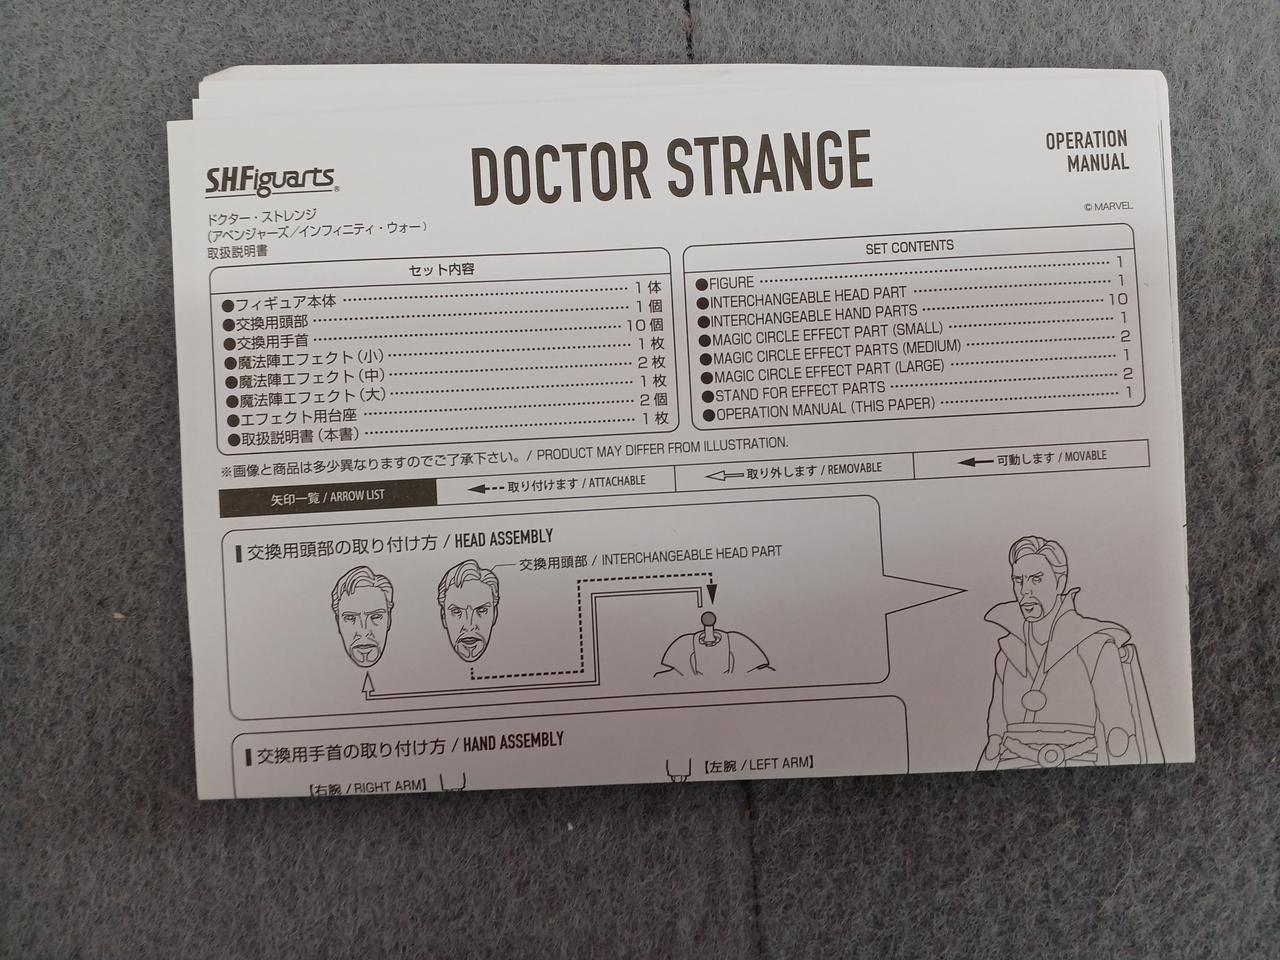 S.H.Figuarts®
DOCTOR STRANGE
OPERATION
MANUAL
© MARVEL
ドクター・ストレンジ
(アベンジャーズ／インフィニティ・ウォー)
取扱説明書
セット内容
●フィギュア本体 1 体
●交換用頭部 1 個
●交換用手首 10 個
●魔法陣エフェクト(小) 1 枚
●魔法陣エフェクト(中) 2 枚
●魔法陣エフェクト(大) 1 枚
●エフェクト用台座 2 個
●取扱説明書(本書) 1 枚
SET CONTENTS
●FIGURE 1
●INTERCHANGEABLE HEAD PART 1
●INTERCHANGEABLE HAND PARTS 10
●MAGIC CIRCLE EFFECT PART (SMALL) 1
●MAGIC CIRCLE EFFECT PARTS (MEDIUM) 2
●MAGIC CIRCLE EFFECT PART (LARGE) 1
●STAND FOR EFFECT PARTS 2
●OPERATION MANUAL (THIS PAPER) 1
※画像と商品は多少異なりますのでご了承下さい。/ PRODUCT MAY DIFFER FROM ILLUSTRATION.
矢印一覧 / ARROW LIST
取り付けます / ATTACHABLE
取り外します / REMOVABLE
可動します / MOVABLE
交換用頭部の取り付け方 / HEAD ASSEMBLY
交換用頭部 / INTERCHANGEABLE HEAD PART
交換用手首の取り付け方 / HAND ASSEMBLY
【右腕 / RIGHT ARM】
【左腕 / LEFT ARM】